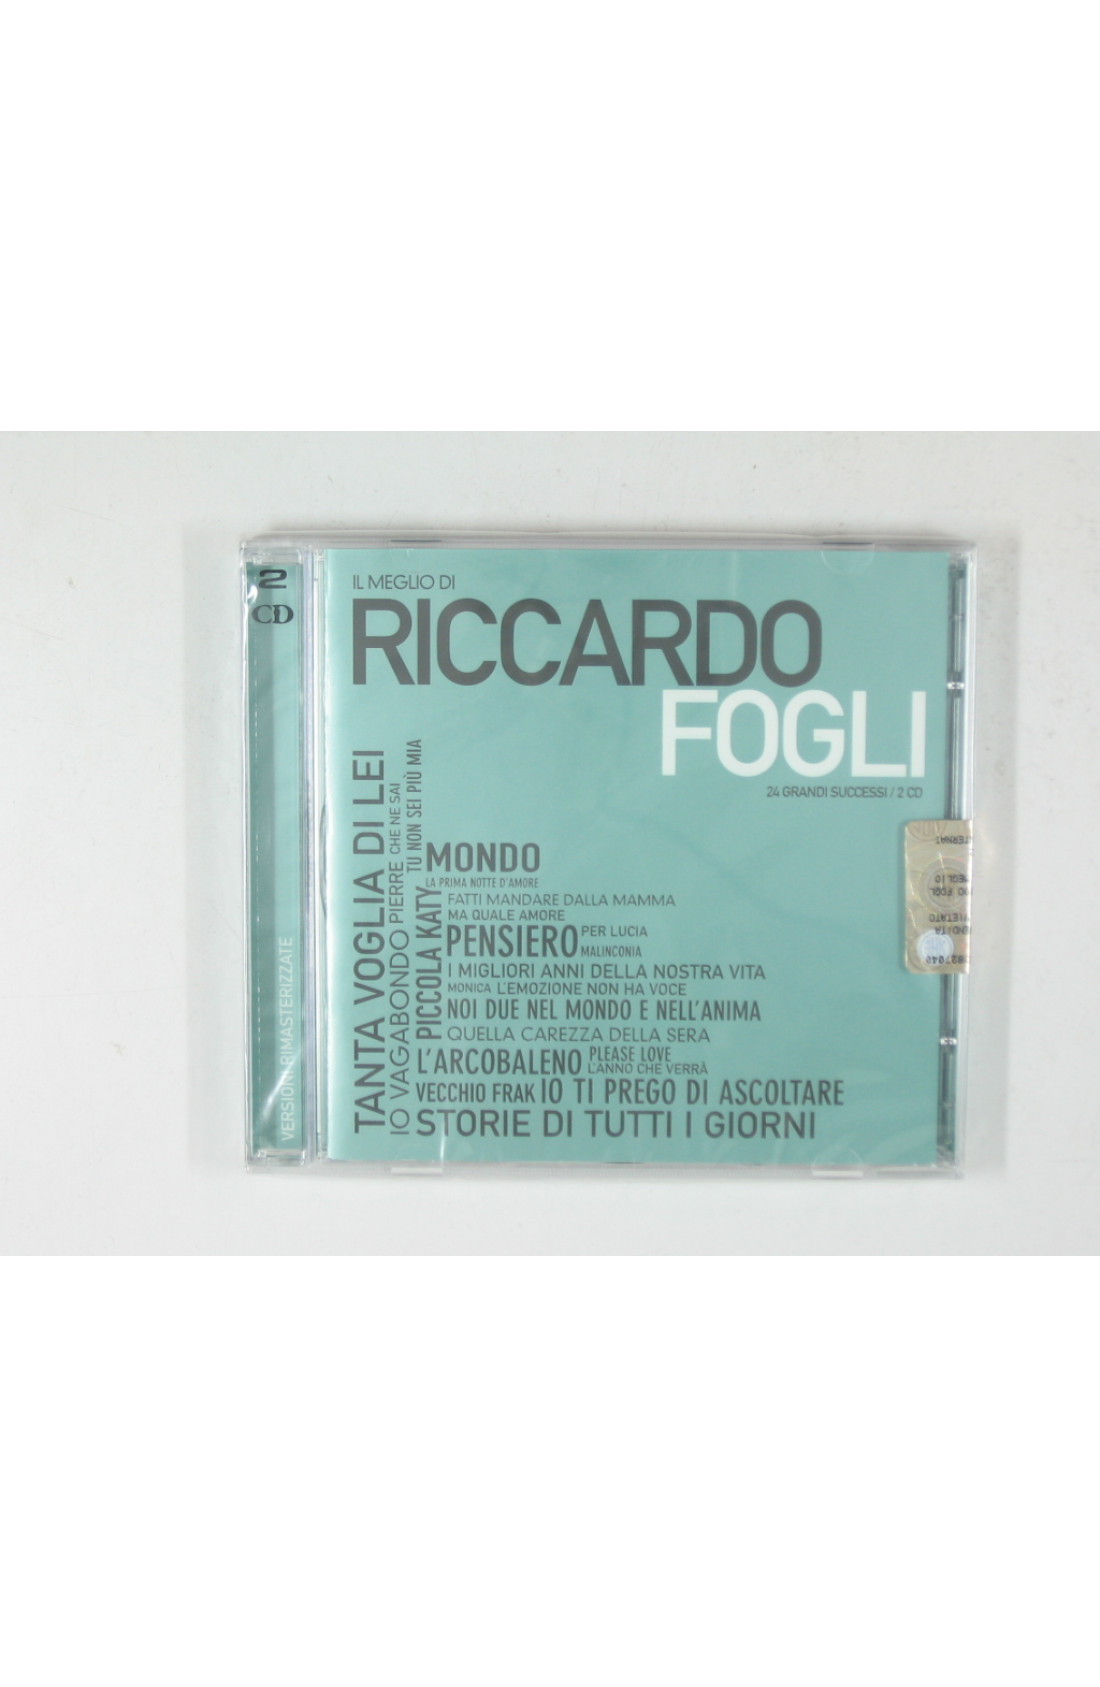 2
CD
VERSIONI RIMASTERIZZATE
IL MEGLIO DI
RICCARDO
FOGLI
24 GRANDI SUCCESSI / 2 CD
TANTA VOGLIA DI LEI
IO VAGABONDO
PIERRE
CHE NE SAI
TU NON SEI PIÙ MIA
PICCOLA KATY
MONDO
LA PRIMA NOTTE D'AMORE
FATTI MANDARE DALLA MAMMA
MA QUALE AMORE
PENSIERO
PER LUCIA
MALINCONIA
I MIGLIORI ANNI DELLA NOSTRA VITA
MONICA L'EMOZIONE NON HA VOCE
NOI DUE NEL MONDO E NELL'ANIMA
QUELLA CAREZZA DELLA SERA
L'ARCOBALENO
PLEASE LOVE
L'ANNO CHE VERRÀ
VECCHIO FRAK IO TI PREGO DI ASCOLTARE
STORIE DI TUTTI I GIORNI